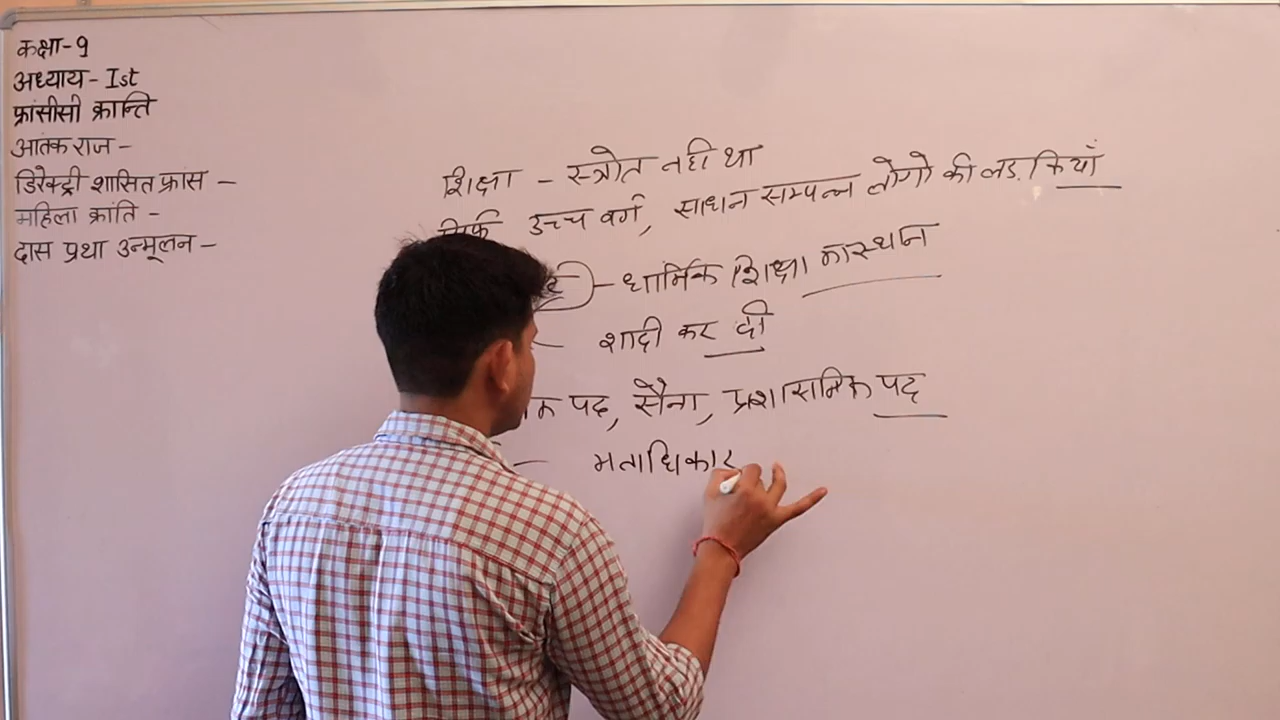 कक्षा-9
अध्याय- Ist
फ्रांसीसी क्रान्ति
आतंक राज -
डिरेक्ट्री शासित फ्रांस -
महिला क्रांति -
दास प्रथा उन्मूलन -
शिक्षा - स्त्रोत नही था
सिर्फ उच्च वर्ग, साधन सम्पन्न लोगो की लड़कियाँ
- धार्मिक शिक्षा का स्थान
- शादी कर दी
पद, सैना, प्रशासनिक पद
- मताधिकार